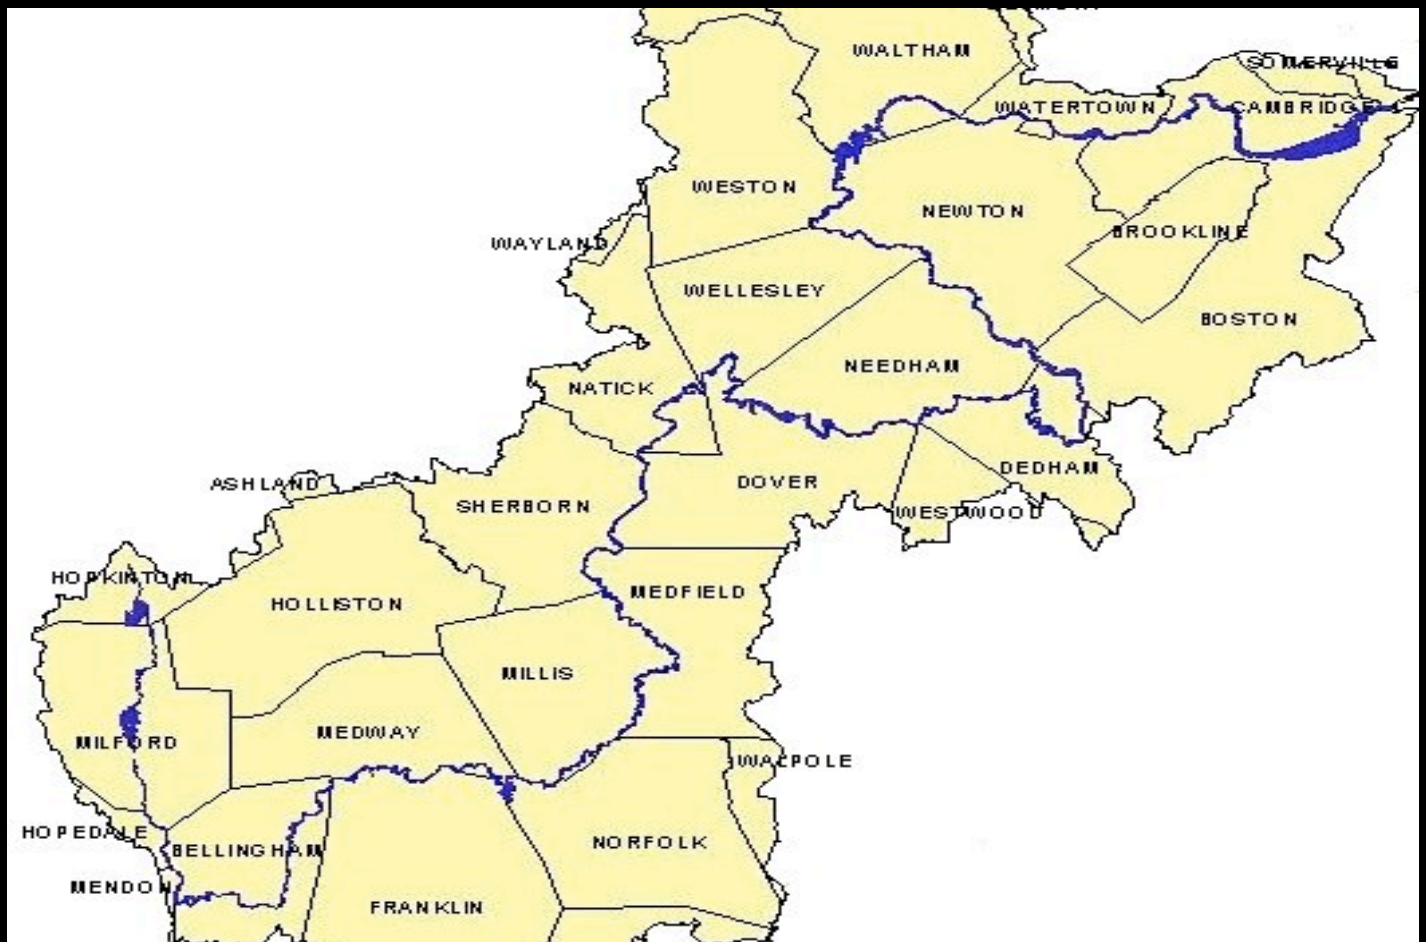 WALTHAM
SOMERVILLE
WATERTOWN
CAMBRIDGE
WESTON
NEWTON
BROOKLINE
WAYLAND
WELLESLEY
BOSTON
NEEDHAM
NATICK
DEDHAM
DOVER
ASHLAND
SHERBORN
WESTWOOD
HOPKINTON
MEDFIELD
HOLLISTON
MILLIS
MEDWAY
MILFORD
WALPOLE
HOPEDALE
NORFOLK
BELLINGHAM
MENDON
FRANKLIN